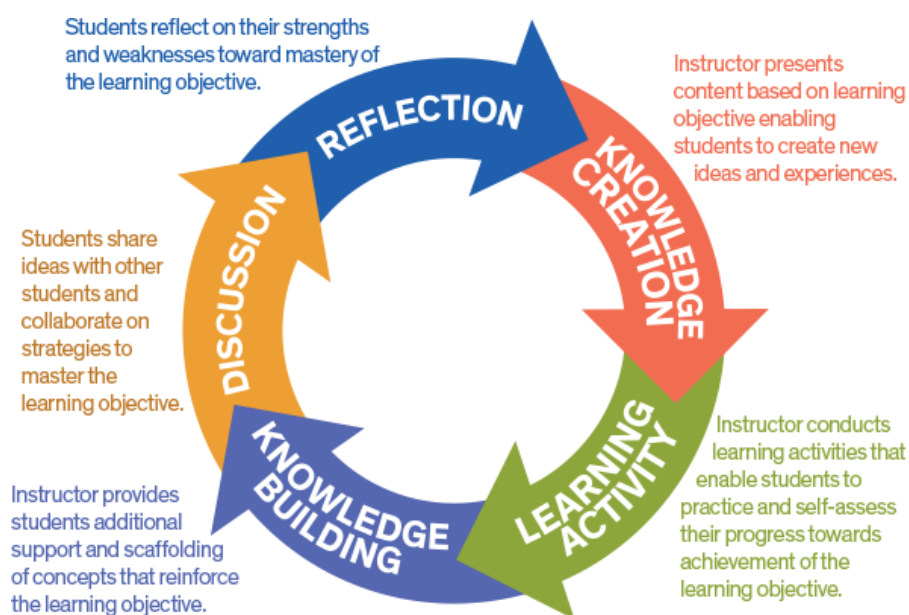 Students reflect on their strengths
and weaknesses toward mastery of
the learning objective.
REFLECTION
Instructor presents
content based on learning
objective enabling
students to create new
ideas and experiences.
KNOWLEDGE
CREATION
Instructor conducts
learning activities that
enable students to
practice and self-assess
their progress towards
achievement of the
learning objective.
LEARNING
ACTIVITY
Instructor provides
students additional
support and scaffolding
of concepts that reinforce
the learning objective.
KNOWLEDGE
BUILDING
Students share
ideas with other
students and
collaborate on
strategies to
master the
learning objective.
DISCUSSION